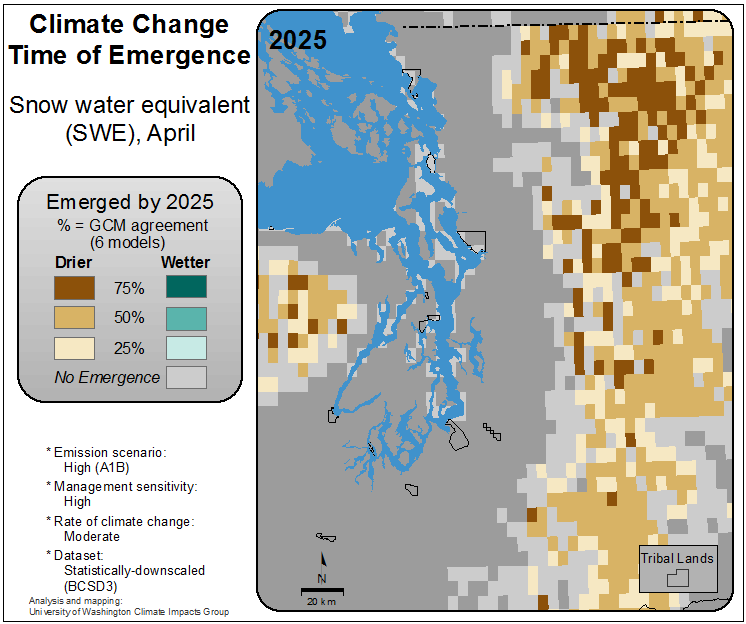 Climate Change
Time of Emergence
Snow water equivalent
(SWE), April
Emerged by 2025
% = GCM agreement
(6 models)
Drier Wetter
75%
50%
25%
No Emergence
* Emission scenario:
High (A1B)
* Management sensitivity:
High
* Rate of climate change:
Moderate
* Dataset:
Statistically-downscaled
(BCSD3)
Analysis and mapping:
University of Washington Climate Impacts Group
2025
N
20 km
Tribal Lands